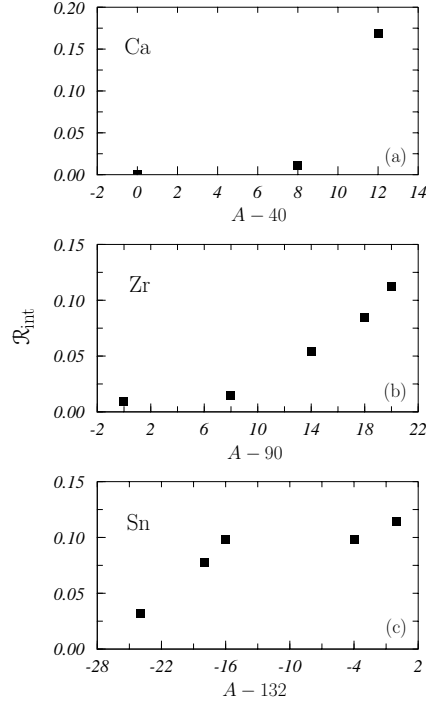 0.20
0.15
0.10
0.05
0.00
Ca
(a)
-2 0 2 4 6 8 10 12 14
A − 40
0.15
0.10
0.05
0.00
Zr
(b)
-2 2 6 10 14 18 22
A − 90
ℛint
0.15
0.10
0.05
0.00
Sn
(c)
-28 -22 -16 -10 -4 2
A − 132